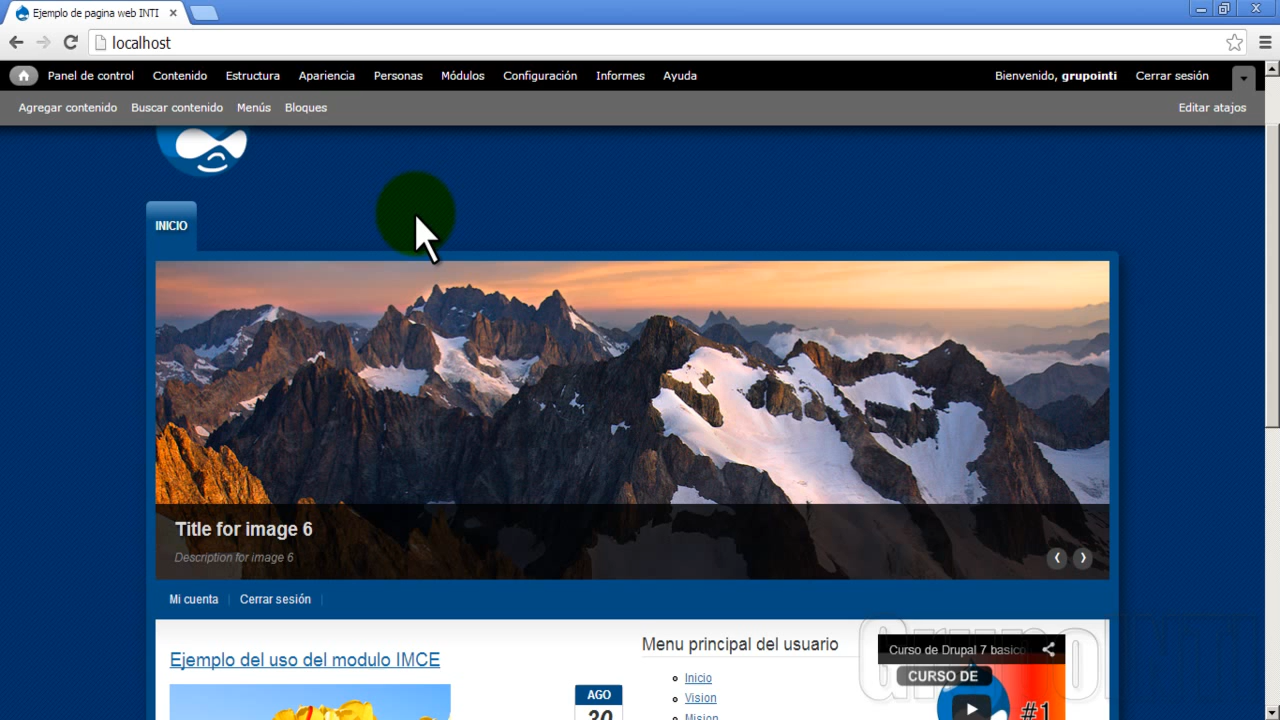 Ejemplo de pagina web INTI
localhost
Panel de control Contenido Estructura Apariencia Personas Módulos Configuración Informes Ayuda Bienvenido, grupointi Cerrar sesión
Agregar contenido Buscar contenido Menús Bloques Editar atajos
INICIO
Title for image 6
Description for image 6
Mi cuenta Cerrar sesión
Menu principal del usuario
Ejemplo del uso del modulo IMCE
Inicio
Vision
Mision
AGO
30
Curso de Drupal 7 basico
CURSO DE
#1
Grupo INTI